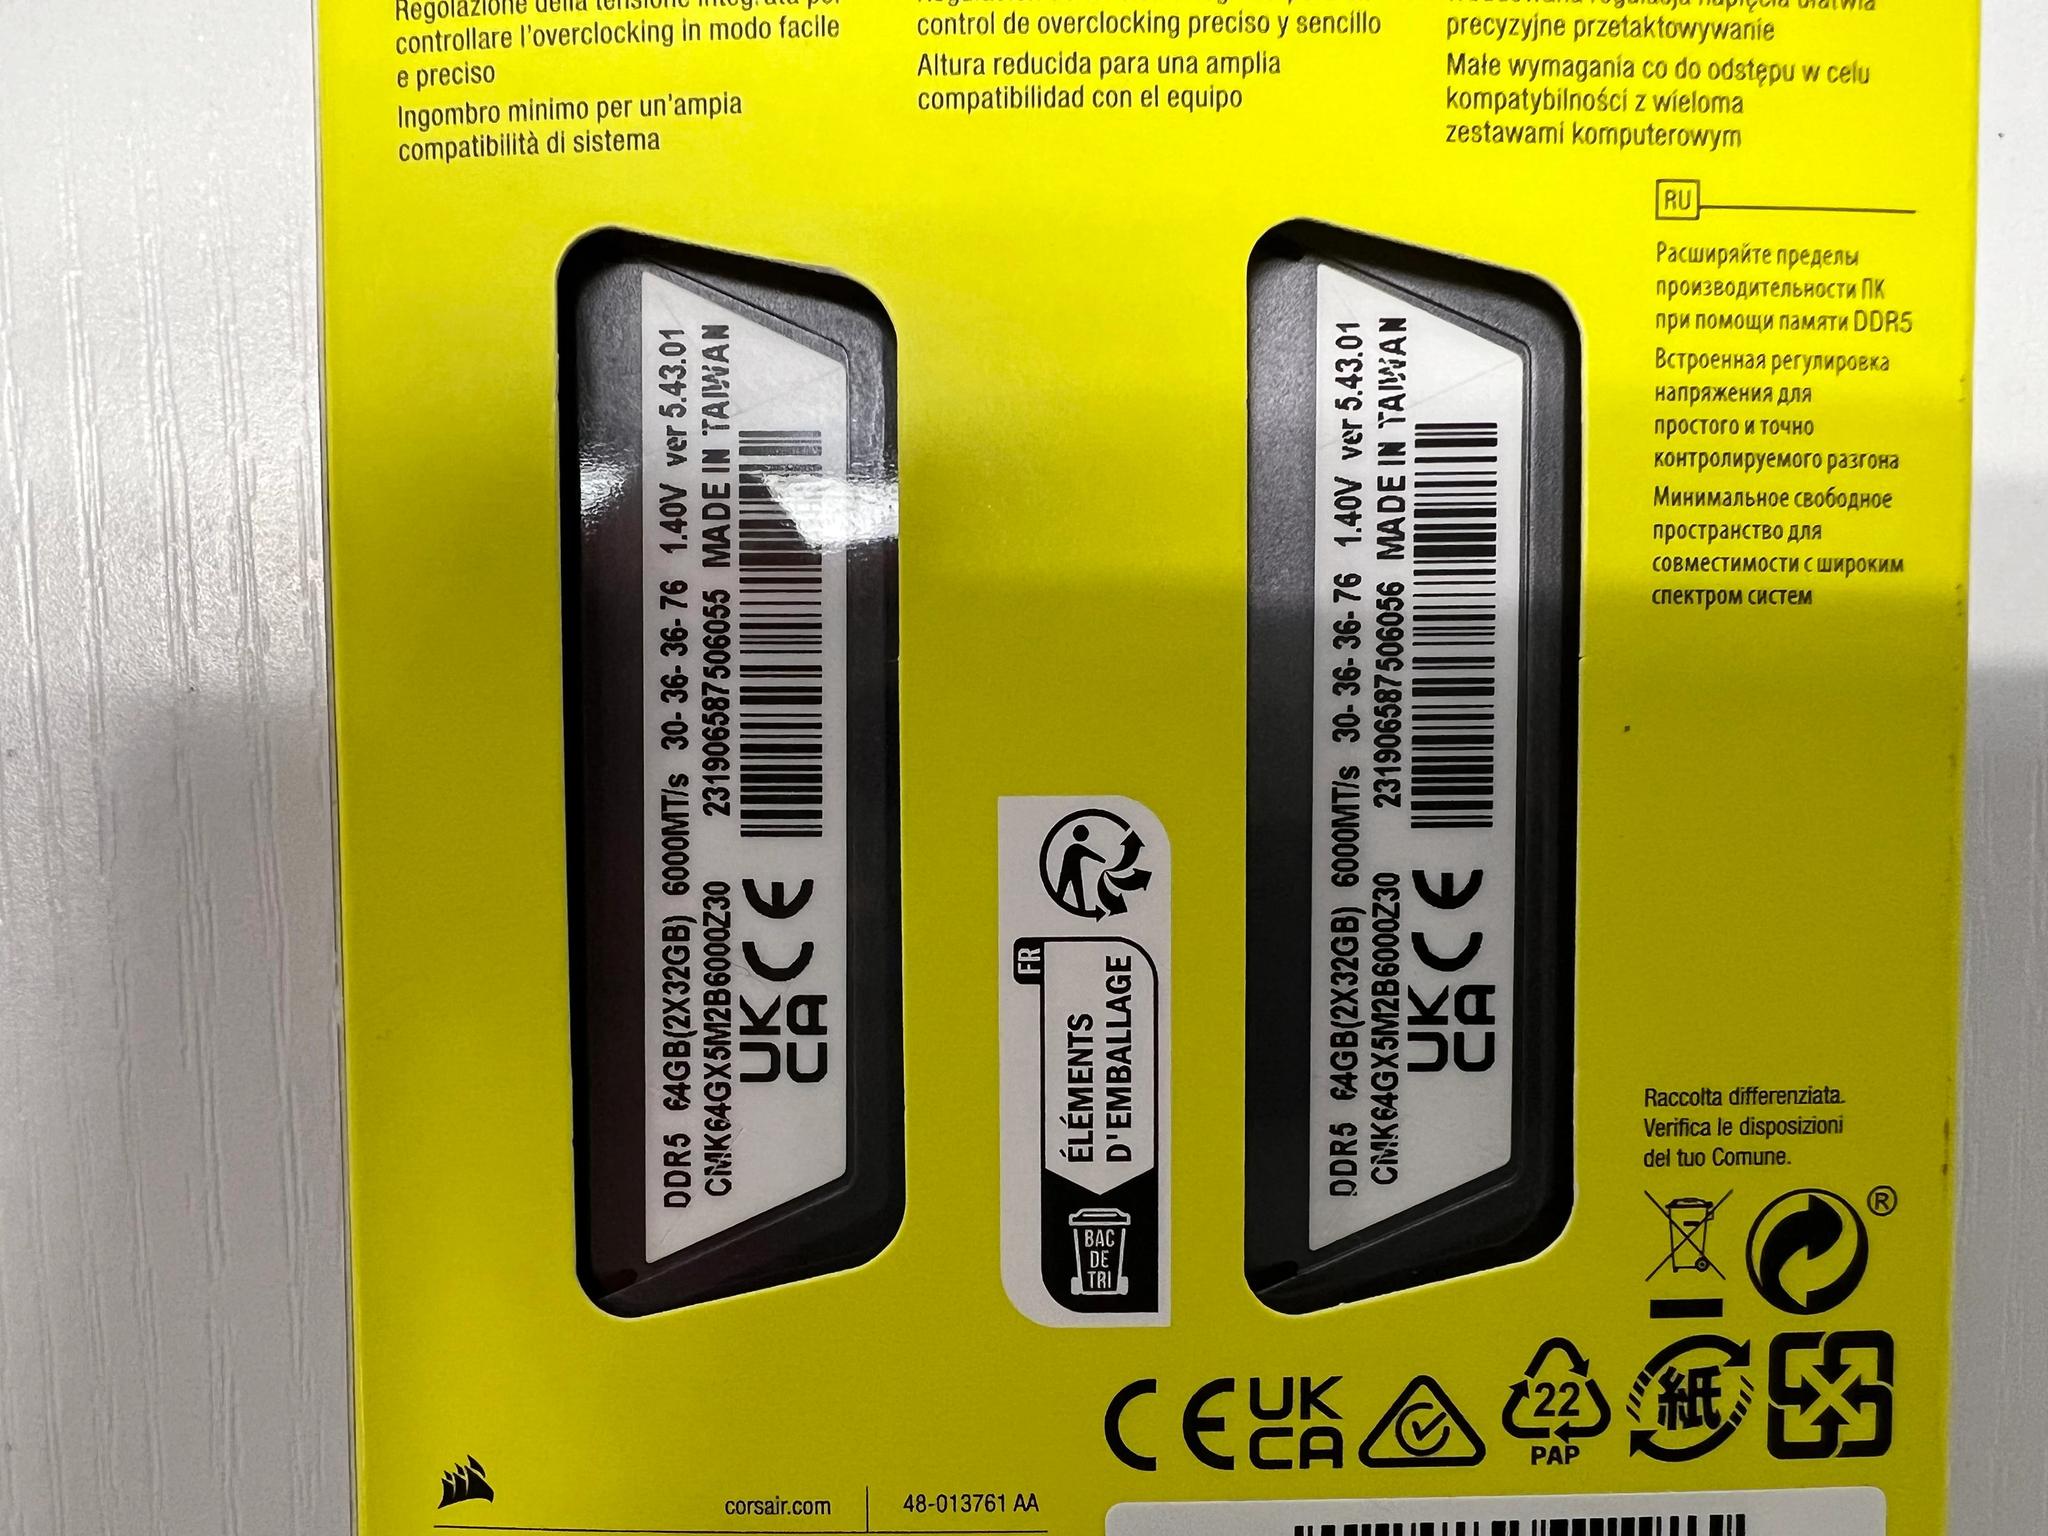 Regolazione della tensione integrata per
controllare l'overclocking in modo facile
e preciso
Ingombro minimo per un'ampia
compatibilità di sistema
control de overclocking preciso y sencillo
Altura reducida para una amplia
compatibilidad con el equipo
precyzyjne przetaktowywanie
Małe wymagania co do odstępu w celu
kompatybilności z wieloma
zestawami komputerowym
RU
Расширяйте пределы
производительности ПК
при помощи памяти DDR5
Встроенная регулировка
напряжения для
простого и точно
контролируемого разгона
Минимальное свободное
пространство для
совместимости с широким
спектром систем
DDR5 64GB(2X32GB) 6000MT/s 30-36-36-76 1.40V ver 5.43.01
CMK64GX5M2B6000Z30 23190658750605​5 MADE IN TAIWAN
UK
CA
CE
DDR5 64GB(2X32GB) 6000MT/s 30-36-36-76 1.40V ver 5.43.01
CMK64GX5M2B6000Z30 231906587506056 MADE IN TAIWAN
UK
CA
CE
FR
ÉLÉMENTS
D'EMBALLAGE
BAC
DE
TRI
Raccolta differenziata.
Verifica le disposizioni
del tuo Comune.
®
CE
UK
CA
22
PAP
紙
corsair.com
48-013761 AA